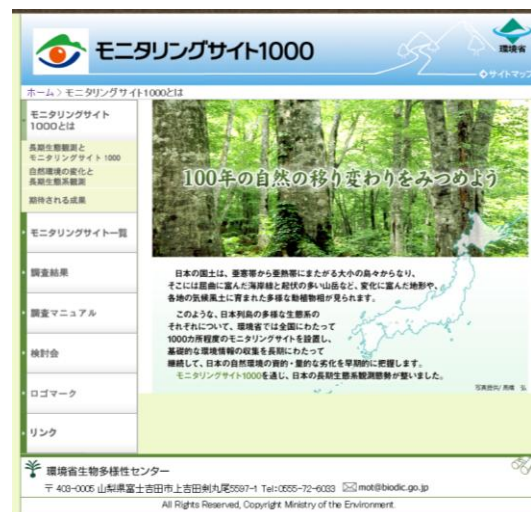 モニタリングサイト1000
環境省
サイトマップ
ホーム > モニタリングサイト1000とは
モニタリングサイト
1000とは
長期生態観測と
モニタリングサイト 1000
自然環境の変化と
長期生態系観測
期待される成果
モニタリングサイト一覧
調査結果
調査マニュアル
検討会
ロゴマーク
リンク
100年の自然の移り変わりをみつめよう
日本の国土は、亜寒帯から亜熱帯にまたがる大小の島々からなり、
そこには屈曲に富んだ海岸線と起伏の多い山岳など、変化に富んだ地形や、
各地の気候風土に育まれた多様な動植物相が見られます。
このような、日本列島の多様な生態系の
それぞれについて、環境省では全国にわたって
1000カ所程度のモニタリングサイトを設置し、
基礎的な環境情報の収集を長期にわたって
継続して、日本の自然環境の質的・量的な劣化を早期的に把握します。
モニタリングサイト1000を通じ、日本の長期生態系観測態勢が整いました。
写真提供/高橋 弘
環境省生物多様性センター
〒 403-0005 山梨県富士吉田市上吉田剣丸尾5597-1 Tel:0555-72-6033 mot@biodic.go.jp
All Rights Reserved, Copyright Ministry of the Environment.